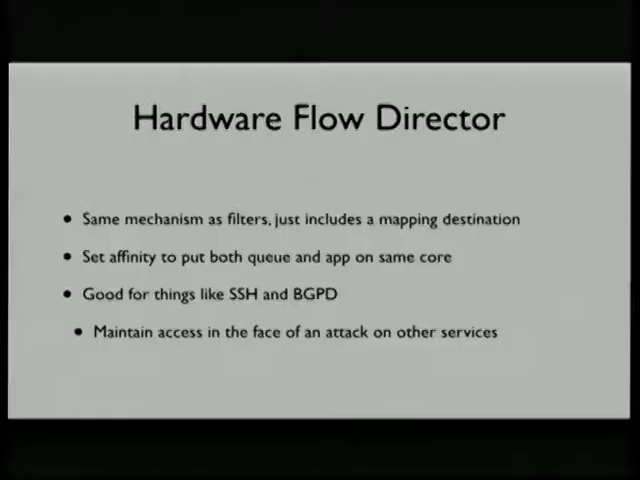 Hardware Flow Director
• Same mechanism as filters, just includes a mapping destination
• Set affinity to put both queue and app on same core
• Good for things like SSH and BGPD
• Maintain access in the face of an attack on other services